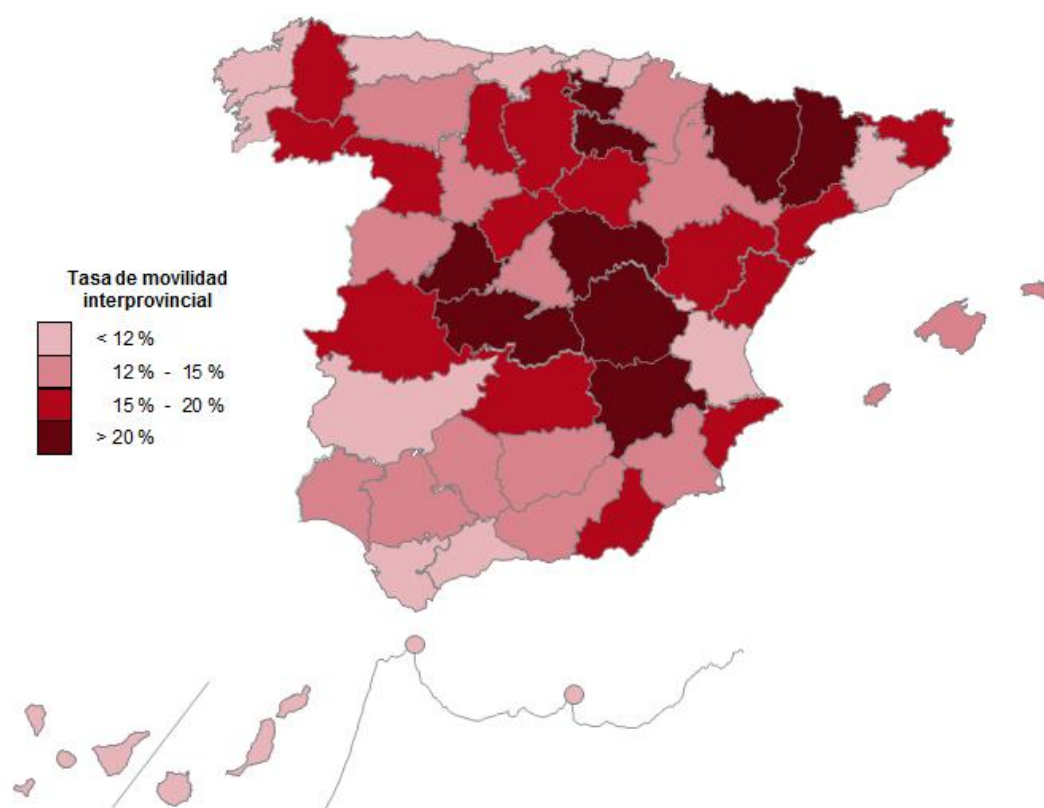 Tasa de movilidad
interprovincial
< 12 %
12 % - 15 %
15 % - 20 %
> 20 %